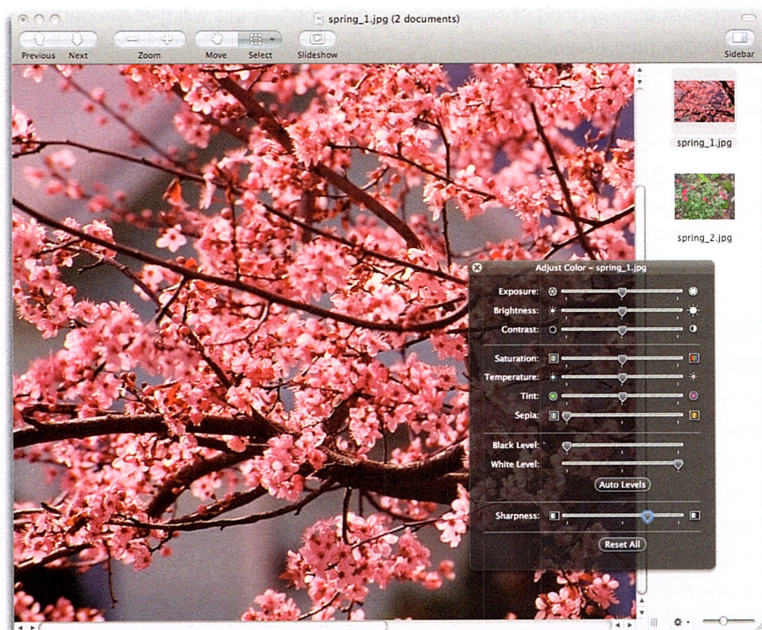 spring_1.jpg (2 documents)
Previous Next Zoom Move Select Slideshow Sidebar
spring_1.jpg
spring_2.jpg
Adjust Color – spring_1.jpg
Exposure:
Brightness:
Contrast:
Saturation:
Temperature:
Tint:
Sepia:
Black Level:
White Level:
Auto Levels
Sharpness:
Reset All